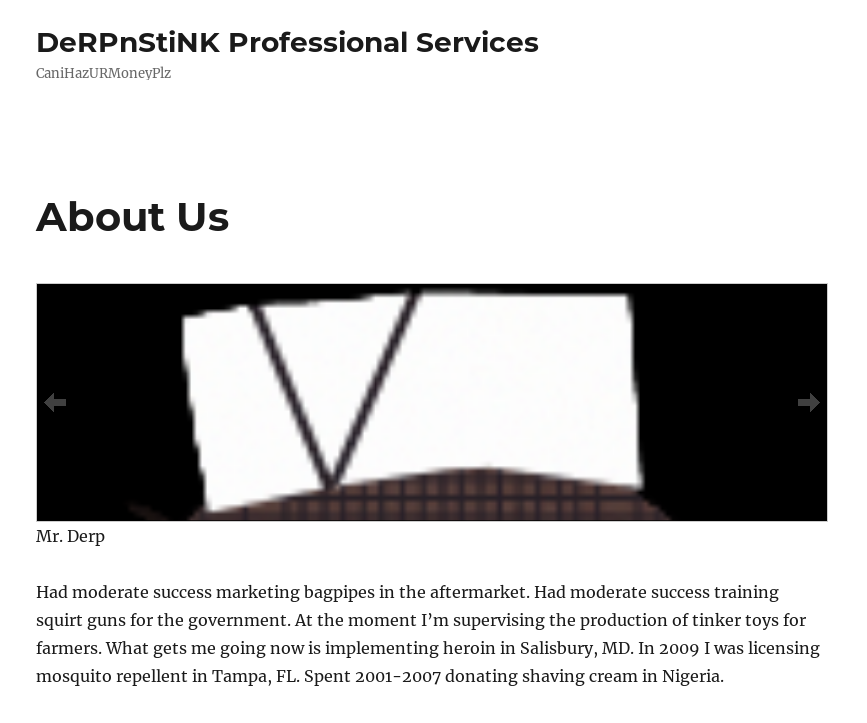 DeRPnStiNK Professional Services
CaniHazURMoneyPlz
About Us
Mr. Derp
Had moderate success marketing bagpipes in the aftermarket. Had moderate success training
squirt guns for the government. At the moment I’m supervising the production of tinker toys for
farmers. What gets me going now is implementing heroin in Salisbury, MD. In 2009 I was licensing
mosquito repellent in Tampa, FL. Spent 2001-2007 donating shaving cream in Nigeria.